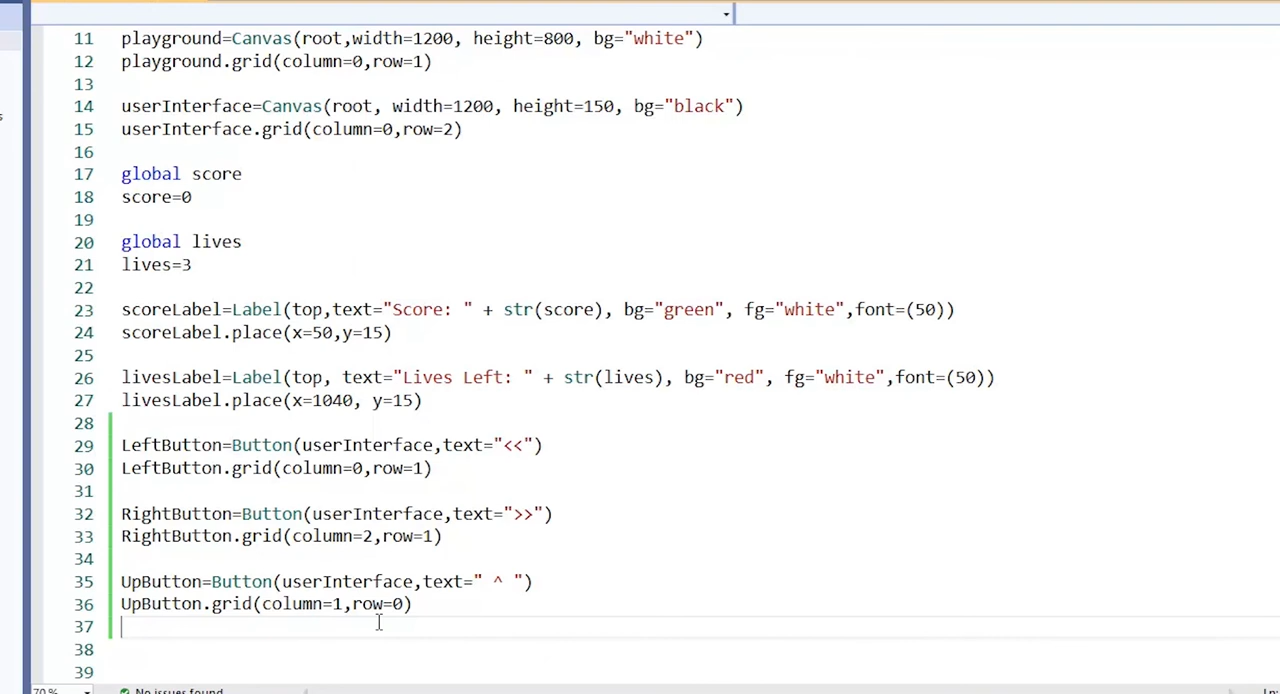 11 playground=Canvas(root,width=1200, height=800, bg="white")
12 playground.grid(column=0,row=1)
13
14 userInterface=Canvas(root, width=1200, height=150, bg="black")
15 userInterface.grid(column=0,row=2)
16
17 global score
18 score=0
19
20 global lives
21 lives=3
22
23 scoreLabel=Label(top,text="Score: " + str(score), bg="green", fg="white",font=(50))
24 scoreLabel.place(x=50,y=15)
25
26 livesLabel=Label(top, text="Lives Left: " + str(lives), bg="red", fg="white",font=(50))
27 livesLabel.place(x=1040, y=15)
28
29 LeftButton=Button(userInterface,text="<<")
30 LeftButton.grid(column=0,row=1)
31
32 RightButton=Button(userInterface,text=">>")
33 RightButton.grid(column=2,row=1)
34
35 UpButton=Button(userInterface,text=" ^ ")
36 UpButton.grid(column=1,row=0)
37
38
39
70 % No issues found